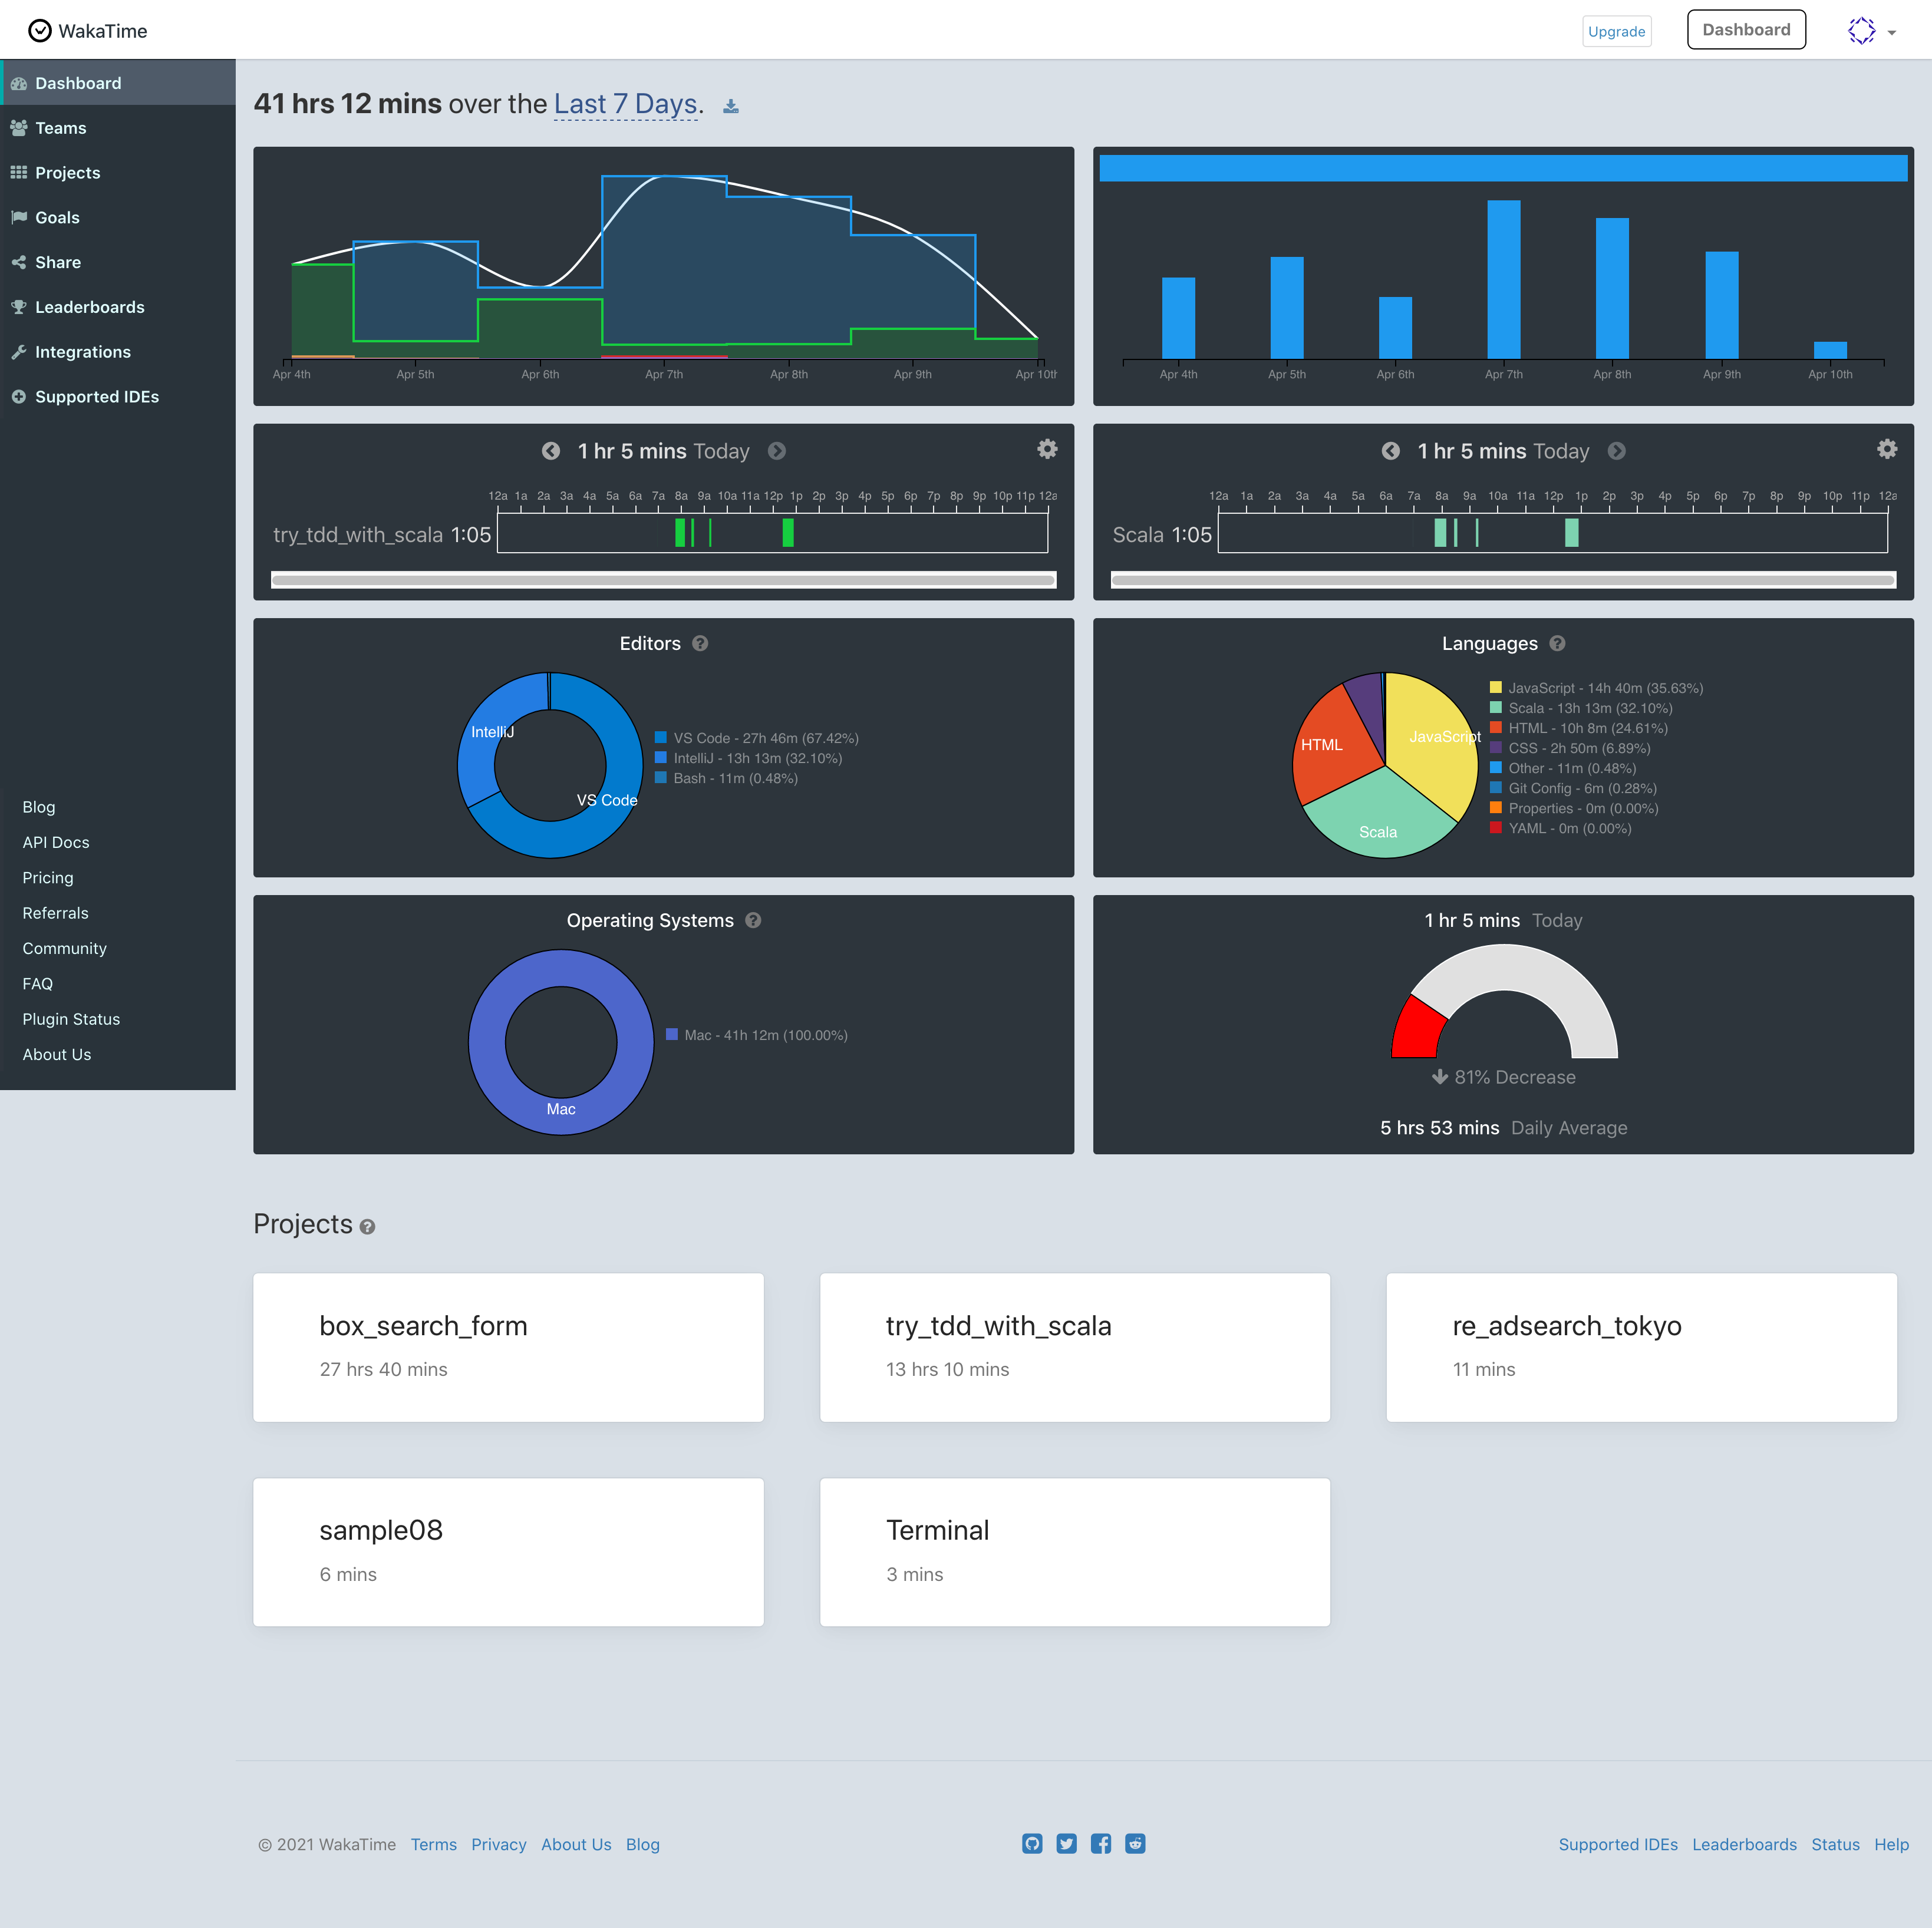 WakaTime
Upgrade
Dashboard
Dashboard
Teams
Projects
Goals
Share
Leaderboards
Integrations
Supported IDEs
Blog
API Docs
Pricing
Referrals
Community
FAQ
Plugin Status
About Us
41 hrs 12 mins over the Last 7 Days.
Apr 4th Apr 5th Apr 6th Apr 7th Apr 8th Apr 9th Apr 10th
Apr 4th Apr 5th Apr 6th Apr 7th Apr 8th Apr 9th Apr 10th
1 hr 5 mins Today
12a 1a 2a 3a 4a 5a 6a 7a 8a 9a 10a 11a 12p 1p 2p 3p 4p 5p 6p 7p 8p 9p 10p 11p 12a
try_tdd_with_scala 1:05
1 hr 5 mins Today
12a 1a 2a 3a 4a 5a 6a 7a 8a 9a 10a 11a 12p 1p 2p 3p 4p 5p 6p 7p 8p 9p 10p 11p 12a
Scala 1:05
Editors
IntelliJ
VS Code
VS Code - 27h 46m (67.42%)
IntelliJ - 13h 13m (32.10%)
Bash - 11m (0.48%)
Languages
JavaScript
HTML
Scala
JavaScript - 14h 40m (35.63%)
Scala - 13h 13m (32.10%)
HTML - 10h 8m (24.61%)
CSS - 2h 50m (6.89%)
Other - 11m (0.48%)
Git Config - 6m (0.28%)
Properties - 0m (0.00%)
YAML - 0m (0.00%)
Operating Systems
Mac
Mac - 41h 12m (100.00%)
1 hr 5 mins Today
81% Decrease
5 hrs 53 mins Daily Average
Projects
box_search_form
27 hrs 40 mins
try_tdd_with_scala
13 hrs 10 mins
re_adsearch_tokyo
11 mins
sample08
6 mins
Terminal
3 mins
© 2021 WakaTime Terms Privacy About Us Blog
Supported IDEs Leaderboards Status Help